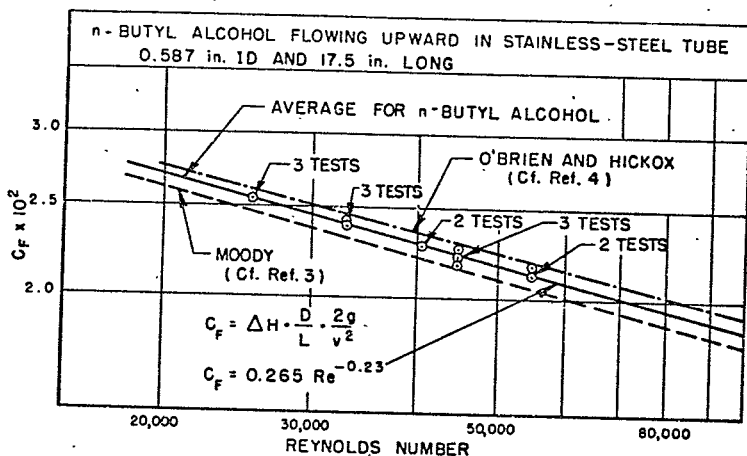 n-BUTYL ALCOHOL FLOWING UPWARD IN STAINLESS-STEEL TUBE
0.587 in. ID AND 17.5 in. LONG
AVERAGE FOR n-BUTYL ALCOHOL
3.0
3 TESTS
O'BRIEN AND HICKOX
(Cf. Ref. 4)
3 TESTS
2.5
2 TESTS
3 TESTS
2 TESTS
C_F x 10^2
MOODY
(Cf. Ref. 3)
2.0
C_F = ΔH · D/L · 2g/v^2
C_F = 0.265 Re^-0.23
20,000 30,000 50,000 80,000
REYNOLDS NUMBER